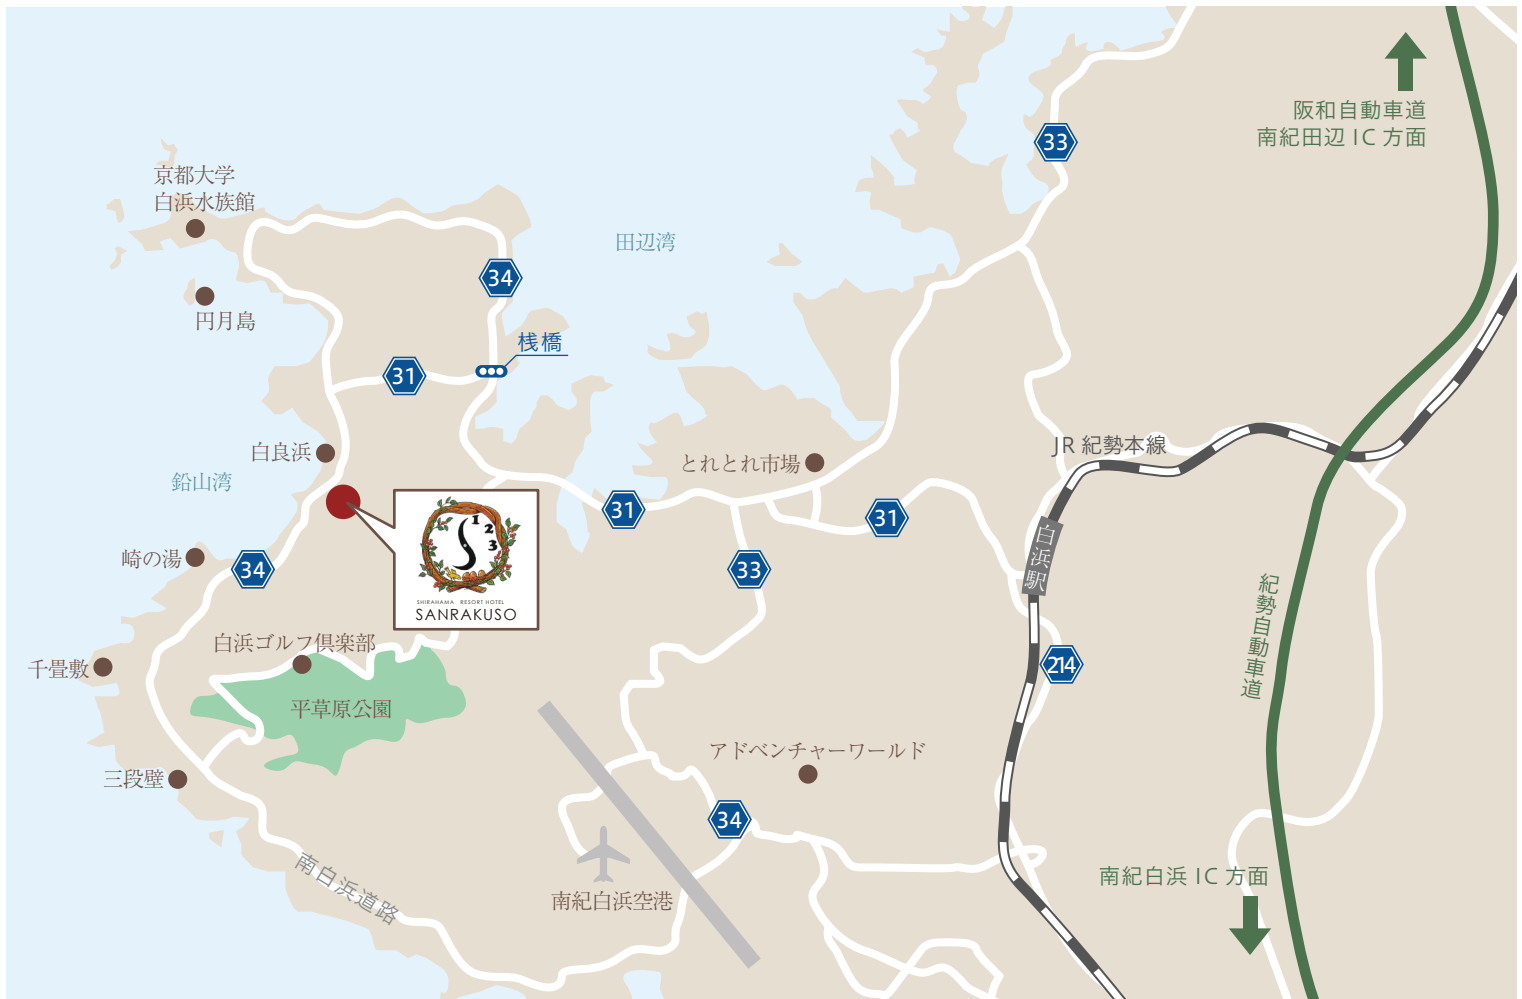 阪和自動車道
南紀田辺 IC 方面
33
京都大学
白浜水族館
田辺湾
34
円月島
桟橋
31
JR 紀勢本線
白良浜
とれとれ市場
鉛山湾
1
2
3
S
SHIRAHAMA RESORT HOTEL
SANRAKUSO
31
31
白浜駅
崎の湯
34
33
紀勢自動車道
白浜ゴルフ倶楽部
千畳敷
214
平草原公園
アドベンチャーワールド
三段壁
34
南白浜道路
南紀白浜 IC 方面
南紀白浜空港